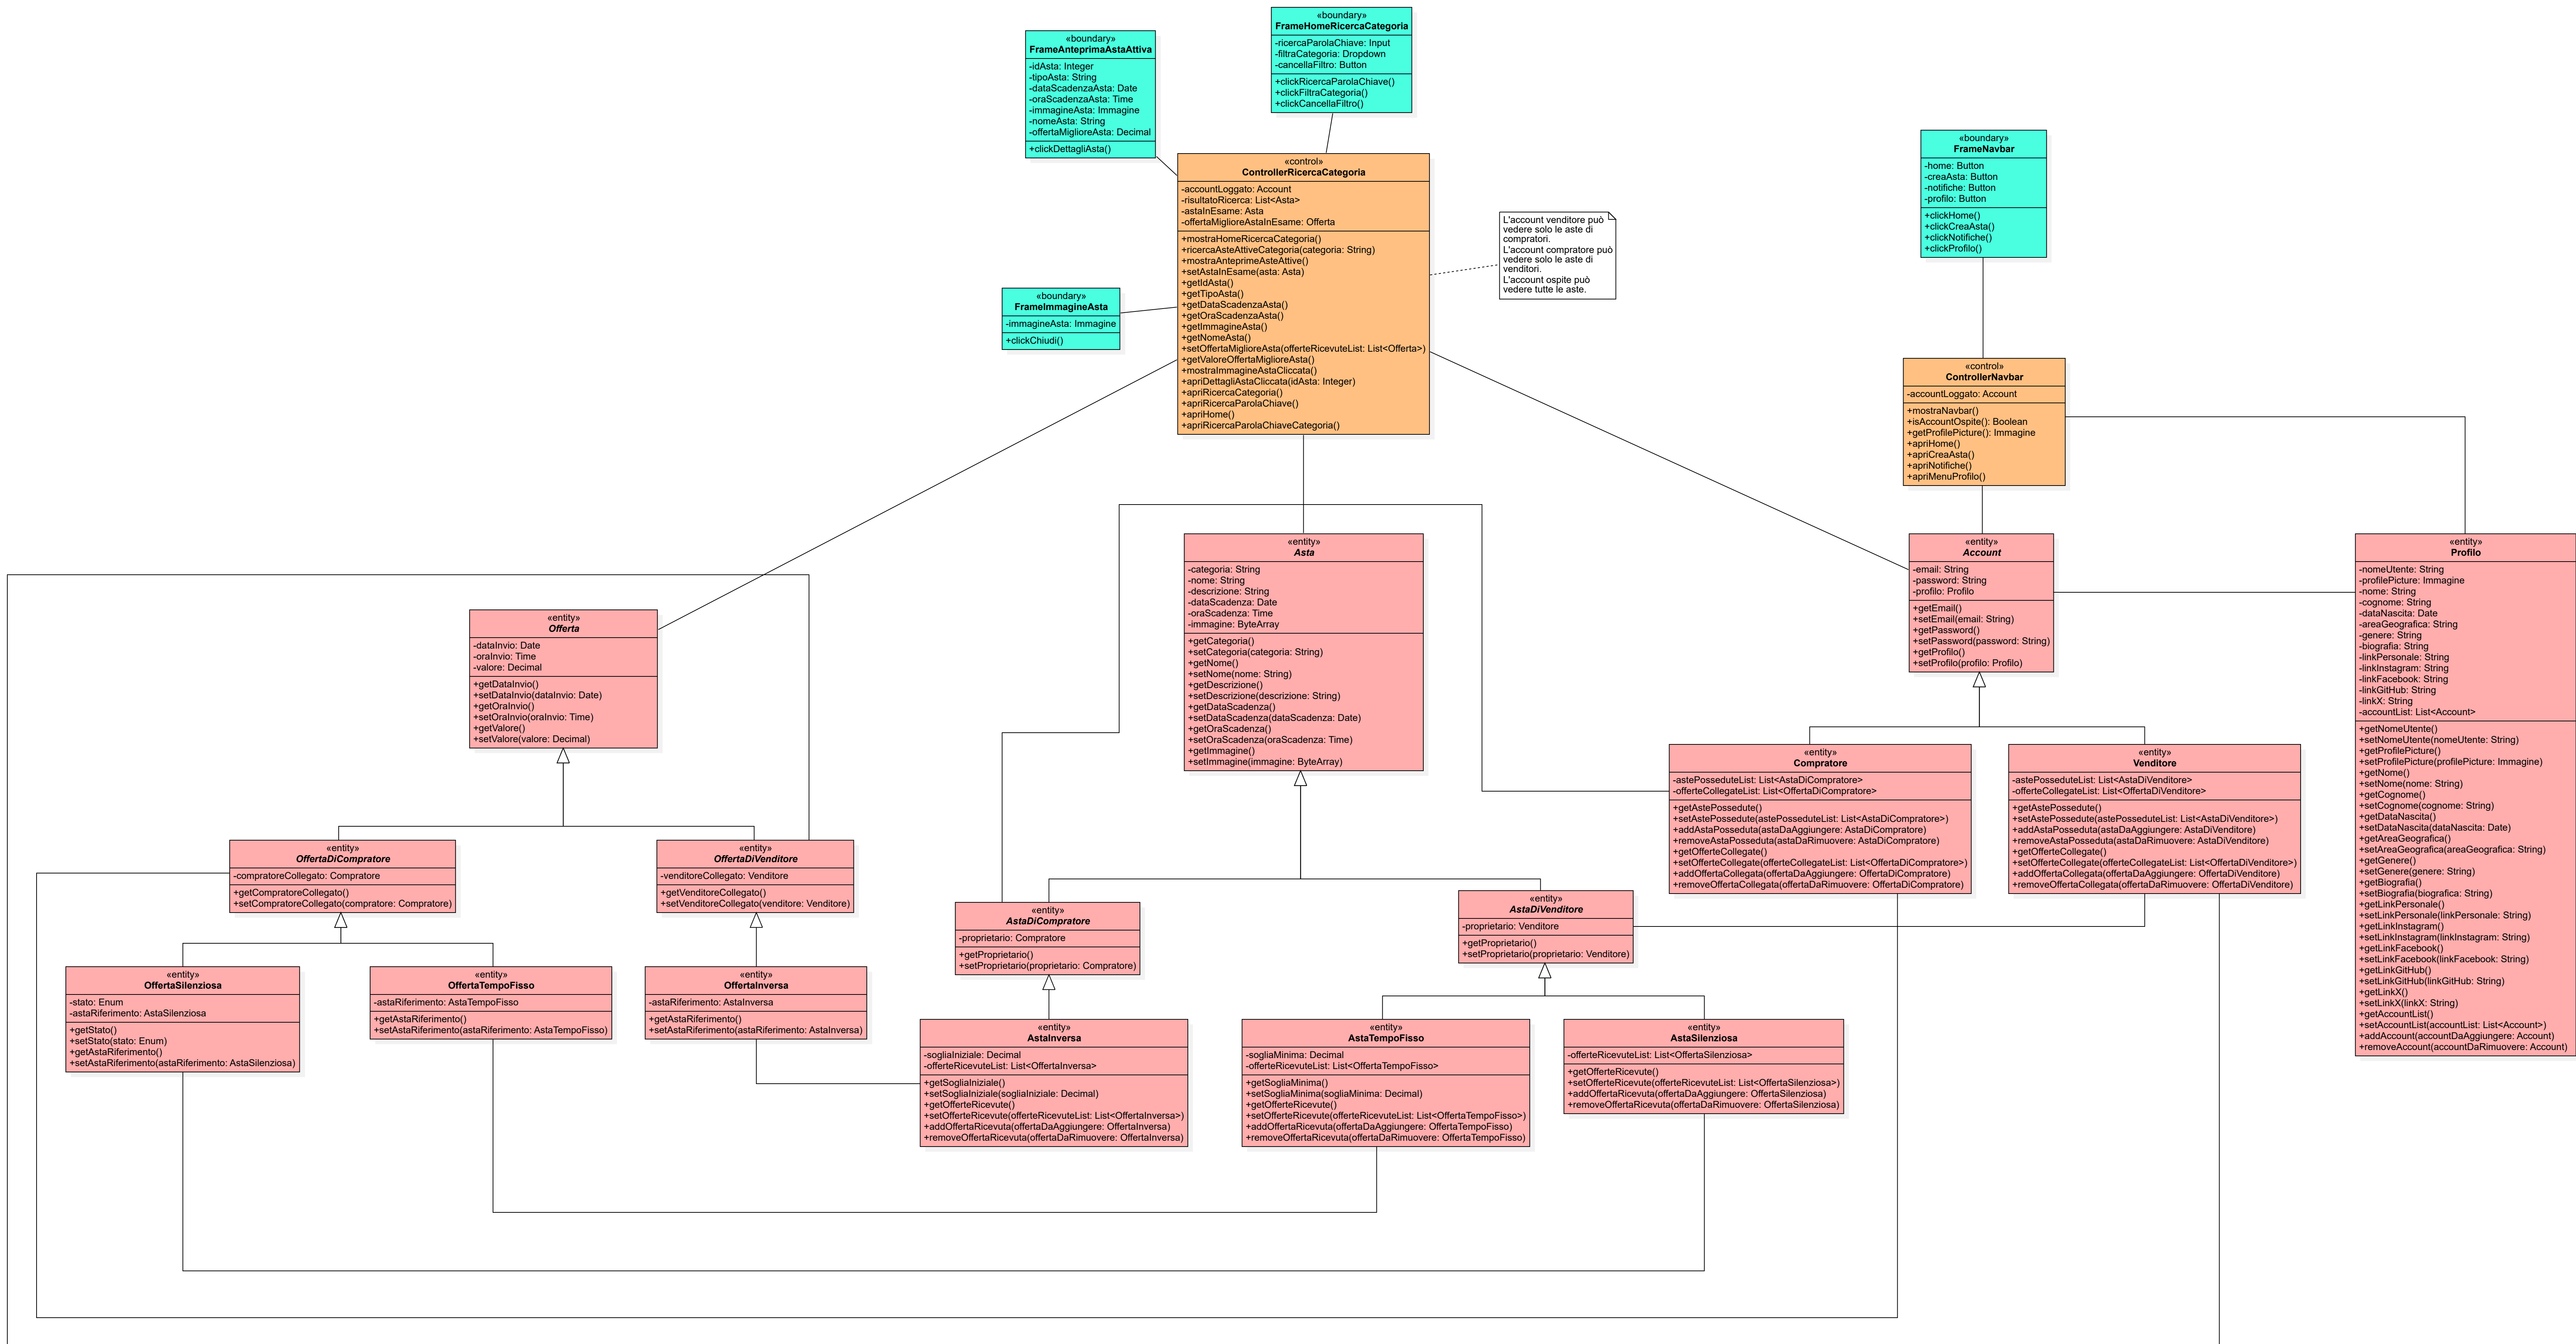 «boundary»
FrameHomeRicercaCategoria
-ricercaParolaChiave: Input
-filtraCategoria: Dropdown
-cancellaFiltro: Button
+clickRicercaParolaChiave()
+clickFiltraCategoria()
+clickCancellaFiltro()
«boundary»
FrameAnteprimaAstaAttiva
-idAsta: Integer
-tipoAsta: String
-dataScadenzaAsta: Date
-oraScadenzaAsta: Time
-immagineAsta: Immagine
-nomeAsta: String
-offertaMiglioreAsta: Decimal
+clickDettagliAsta()
«boundary»
FrameNavbar
-home: Button
-creaAsta: Button
-notifiche: Button
-profilo: Button
+clickHome()
+clickCreaAsta()
+clickNotifiche()
+clickProfilo()
«control»
ControllerRicercaCategoria
-accountLoggato: Account
-risultatoRicerca: List<Asta>
-astaInEsame: Asta
-offertaMiglioreAstaInEsame: Offerta
+mostraHomeRicercaCategoria()
+ricercaAsteAttiveCategoria(categoria: String)
+mostraAnteprimeAsteAttive()
+setAstaInEsame(asta: Asta)
+getIdAsta()
+getTipoAsta()
+getDataScadenzaAsta()
+getOraScadenzaAsta()
+getImmagineAsta()
+getNomeAsta()
+setOffertaMiglioreAsta(offerteRicevuteList: List<Offerta>)
+getValoreOffertaMiglioreAsta()
+mostraImmagineAstaCliccata()
+apriDettagliAstaCliccata(idAsta: Integer)
+apriRicercaCategoria()
+apriRicercaParolaChiave()
+apriHome()
+apriRicercaParolaChiaveCategoria()
L'account venditore può
vedere solo le aste di
compratori.
L'account compratore può
vedere solo le aste di
venditori.
L'account ospite può
vedere tutte le aste.
«boundary»
FrameImmagineAsta
-immagineAsta: Immagine
+clickChiudi()
«control»
ControllerNavbar
-accountLoggato: Account
+mostraNavbar()
+isAccountOspite(): Boolean
+getProfilePicture(): Immagine
+apriHome()
+apriCreaAsta()
+apriNotifiche()
+apriMenuProfilo()
«entity»
Asta
-categoria: String
-nome: String
-descrizione: String
-dataScadenza: Date
-oraScadenza: Time
-immagine: ByteArray
+getCategoria()
+setCategoria(categoria: String)
+getNome()
+setNome(nome: String)
+getDescrizione()
+setDescrizione(descrizione: String)
+getDataScadenza()
+setDataScadenza(dataScadenza: Date)
+getOraScadenza()
+setOraScadenza(oraScadenza: Time)
+getImmagine()
+setImmagine(immagine: ByteArray)
«entity»
Account
-email: String
-password: String
-profilo: Profilo
+getEmail()
+setEmail(email: String)
+getPassword()
+setPassword(password: String)
+getProfilo()
+setProfilo(profilo: Profilo)
«entity»
Profilo
-nomeUtente: String
-profilePicture: Immagine
-nome: String
-cognome: String
-dataNascita: Date
-areaGeografica: String
-genere: String
-biografia: String
-linkPersonale: String
-linkInstagram: String
-linkFacebook: String
-linkGitHub: String
-linkX: String
-accountList: List<Account>
+getNomeUtente()
+setNomeUtente(nomeUtente: String)
+getProfilePicture()
+setProfilePicture(profilePicture: Immagine)
+getNome()
+setNome(nome: String)
+getCognome()
+setCognome(cognome: String)
+getDataNascita()
+setDataNascita(dataNascita: Date)
+getAreaGeografica()
+setAreaGeografica(areaGeografica: String)
+getGenere()
+setGenere(genere: String)
+getBiografia()
+setBiografia(biografica: String)
+getLinkPersonale()
+setLinkPersonale(linkPersonale: String)
+getLinkInstagram()
+setLinkInstagram(linkInstagram: String)
+getLinkFacebook()
+setLinkFacebook(linkFacebook: String)
+getLinkGitHub()
+setLinkGitHub(linkGitHub: String)
+getLinkX()
+setLinkX(linkX: String)
+getAccountList()
+setAccountList(accountList: List<Account>)
+addAccount(accountDaAggiungere: Account)
+removeAccount(accountDaRimuovere: Account)
«entity»
Offerta
-dataInvio: Date
-oraInvio: Time
-valore: Decimal
+getDataInvio()
+setDataInvio(dataInvio: Date)
+getOraInvio()
+setOraInvio(oraInvio: Time)
+getValore()
+setValore(valore: Decimal)
«entity»
Compratore
-astePosseduteList: List<AstaDiCompratore>
-offerteCollegateList: List<OffertaDiCompratore>
+getAstePossedute()
+setAstePossedute(astePosseduteList: List<AstaDiCompratore>)
+addAstaPosseduta(astaDaAggiungere: AstaDiCompratore)
+removeAstaPosseduta(astaDaRimuovere: AstaDiCompratore)
+getOfferteCollegate()
+setOfferteCollegate(offerteCollegateList: List<OffertaDiCompratore>)
+addOffertaCollegata(offertaDaAggiungere: OffertaDiCompratore)
+removeOffertaCollegata(offertaDaRimuovere: OffertaDiCompratore)
«entity»
Venditore
-astePosseduteList: List<AstaDiVenditore>
-offerteCollegateList: List<OffertaDiVenditore>
+getAstePossedute()
+setAstePossedute(astePosseduteList: List<AstaDiVenditore>)
+addAstaPosseduta(astaDaAggiungere: AstaDiVenditore)
+removeAstaPosseduta(astaDaRimuovere: AstaDiVenditore)
+getOfferteCollegate()
+setOfferteCollegate(offerteCollegateList: List<OffertaDiVenditore>)
+addOffertaCollegata(offertaDaAggiungere: OffertaDiVenditore)
+removeOffertaCollegata(offertaDaRimuovere: OffertaDiVenditore)
«entity»
OffertaDiCompratore
-compratoreCollegato: Compratore
+getCompratoreCollegato()
+setCompratoreCollegato(compratore: Compratore)
«entity»
OffertaDiVenditore
-venditoreCollegato: Venditore
+getVenditoreCollegato()
+setVenditoreCollegato(venditore: Venditore)
«entity»
AstaDiCompratore
-proprietario: Compratore
+getProprietario()
+setProprietario(proprietario: Compratore)
«entity»
AstaDiVenditore
-proprietario: Venditore
+getProprietario()
+setProprietario(proprietario: Venditore)
«entity»
OffertaSilenziosa
-stato: Enum
-astaRiferimento: AstaSilenziosa
+getStato()
+setStato(stato: Enum)
+getAstaRiferimento()
+setAstaRiferimento(astaRiferimento: AstaSilenziosa)
«entity»
OffertaTempoFisso
-astaRiferimento: AstaTempoFisso
+getAstaRiferimento()
+setAstaRiferimento(astaRiferimento: AstaTempoFisso)
«entity»
OffertaInversa
-astaRiferimento: AstaInversa
+getAstaRiferimento()
+setAstaRiferimento(astaRiferimento: AstaInversa)
«entity»
AstaInversa
-sogliaIniziale: Decimal
-offerteRicevuteList: List<OffertaInversa>
+getSogliaIniziale()
+setSogliaIniziale(sogliaIniziale: Decimal)
+getOfferteRicevute()
+setOfferteRicevute(offerteRicevuteList: List<OffertaInversa>)
+addOffertaRicevuta(offertaDaAggiungere: OffertaInversa)
+removeOffertaRicevuta(offertaDaRimuovere: OffertaInversa)
«entity»
AstaTempoFisso
-sogliaMinima: Decimal
-offerteRicevuteList: List<OffertaTempoFisso>
+getSogliaMinima()
+setSogliaMinima(sogliaMinima: Decimal)
+getOfferteRicevute()
+setOfferteRicevute(offerteRicevuteList: List<OffertaTempoFisso>)
+addOffertaRicevuta(offertaDaAggiungere: OffertaTempoFisso)
+removeOffertaRicevuta(offertaDaRimuovere: OffertaTempoFisso)
«entity»
AstaSilenziosa
-offerteRicevuteList: List<OffertaSilenziosa>
+getOfferteRicevute()
+setOfferteRicevute(offerteRicevuteList: List<OffertaSilenziosa>)
+addOffertaRicevuta(offertaDaAggiungere: OffertaSilenziosa)
+removeOffertaRicevuta(offertaDaRimuovere: OffertaSilenziosa)